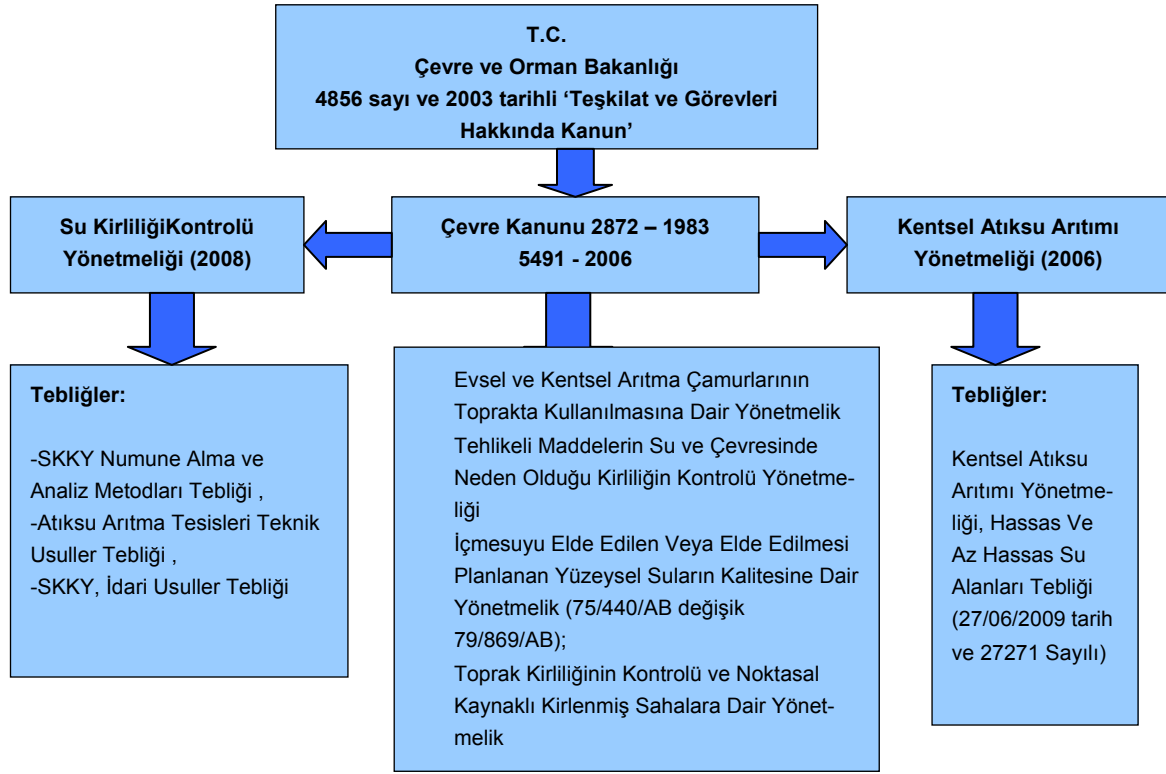 T.C.
Çevre ve Orman Bakanlığı
4856 sayı ve 2003 tarihli ‘Teşkilat ve Görevleri
Hakkında Kanun’
Su KirliliğiKontrolü
Yönetmeliği (2008)
Çevre Kanunu 2872 – 1983
5491 - 2006
Kentsel Atıksu Arıtımı
Yönetmeliği (2006)
Tebliğler:
-SKKY Numune Alma ve
Analiz Metodları Tebliği ,
-Atıksu Arıtma Tesisleri Teknik
Usuller Tebliği ,
-SKKY, İdari Usuller Tebliği
Evsel ve Kentsel Arıtma Çamurlarının
Toprakta Kullanılmasına Dair Yönetmelik
Tehlikeli Maddelerin Su ve Çevresinde
Neden Olduğu Kirliliğin Kontrolü Yönetme-
liği
İçmesuyu Elde Edilen Veya Elde Edilmesi
Planlanan Yüzeysel Suların Kalitesine Dair
Yönetmelik (75/440/AB değişik
79/869/AB);
Toprak Kirliliğinin Kontrolü ve Noktasal
Kaynaklı Kirlenmiş Sahalara Dair Yönet-
melik
Tebliğler:
Kentsel Atıksu
Arıtımı Yönetme-
liği, Hassas Ve
Az Hassas Su
Alanları Tebliği
(27/06/2009 tarih
ve 27271 Sayılı)